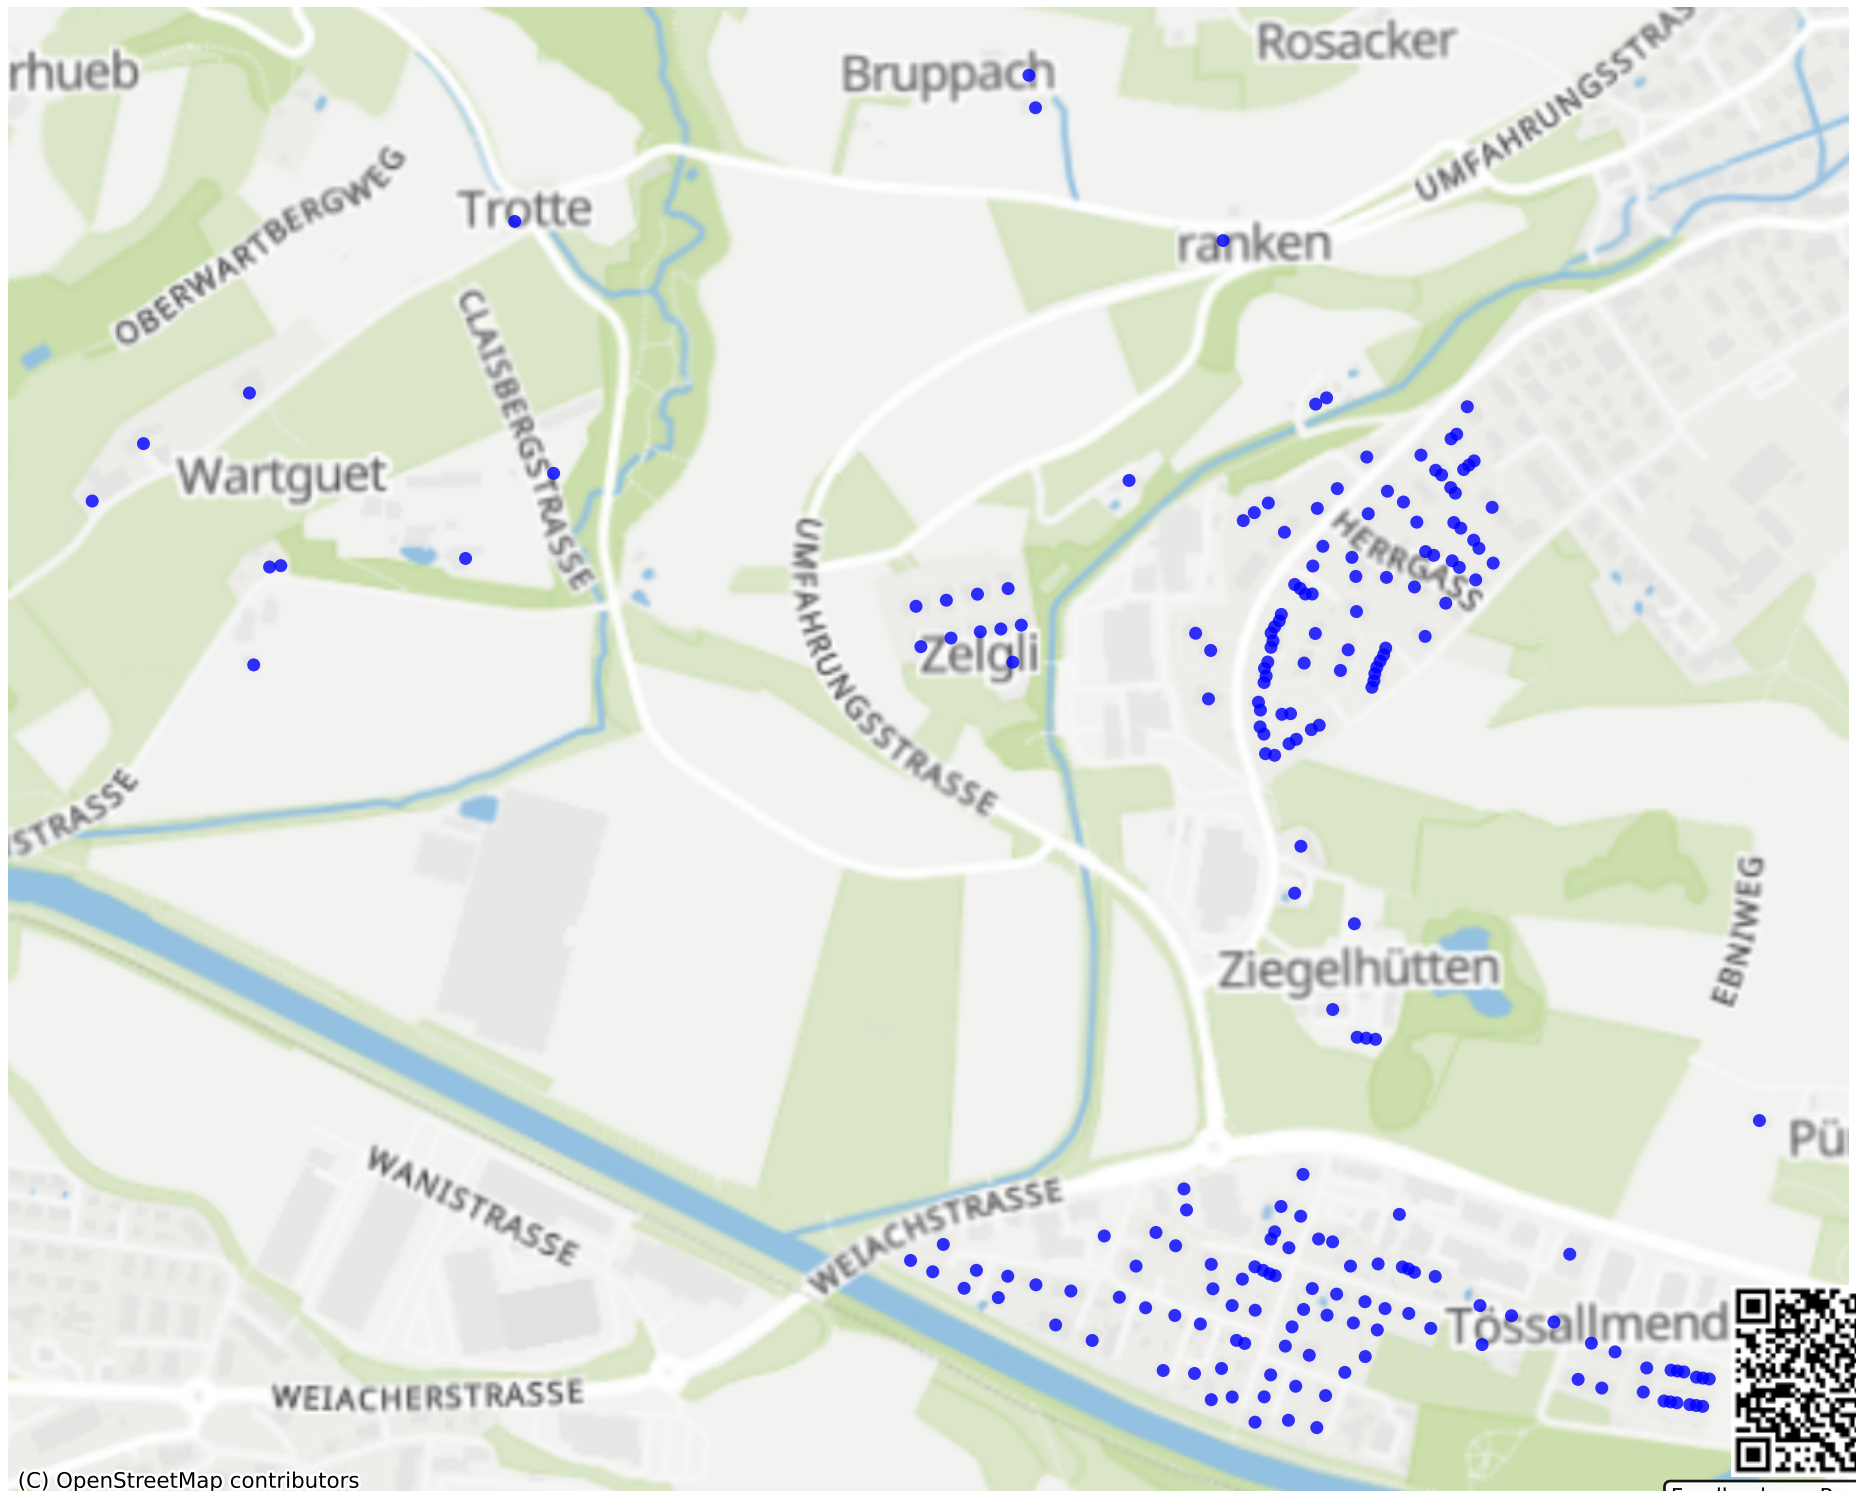 Rosacker
UMFAHRUNGSSTRAS
rhueb
Bruppach
OBERWARTBERGWEG
Trotte
ranken
CLAISBERGSTRASSE
Wartguet
HERRGASS
UMFAHRUNGSSTRASSE
Zelgli
STRASSE
EBNIWEG
Ziegelhütten
Pü
WANISTRASSE
WEIACHSTRASSE
Tössallmend
WEIACHERSTRASSE
(C) OpenStreetMap contributors